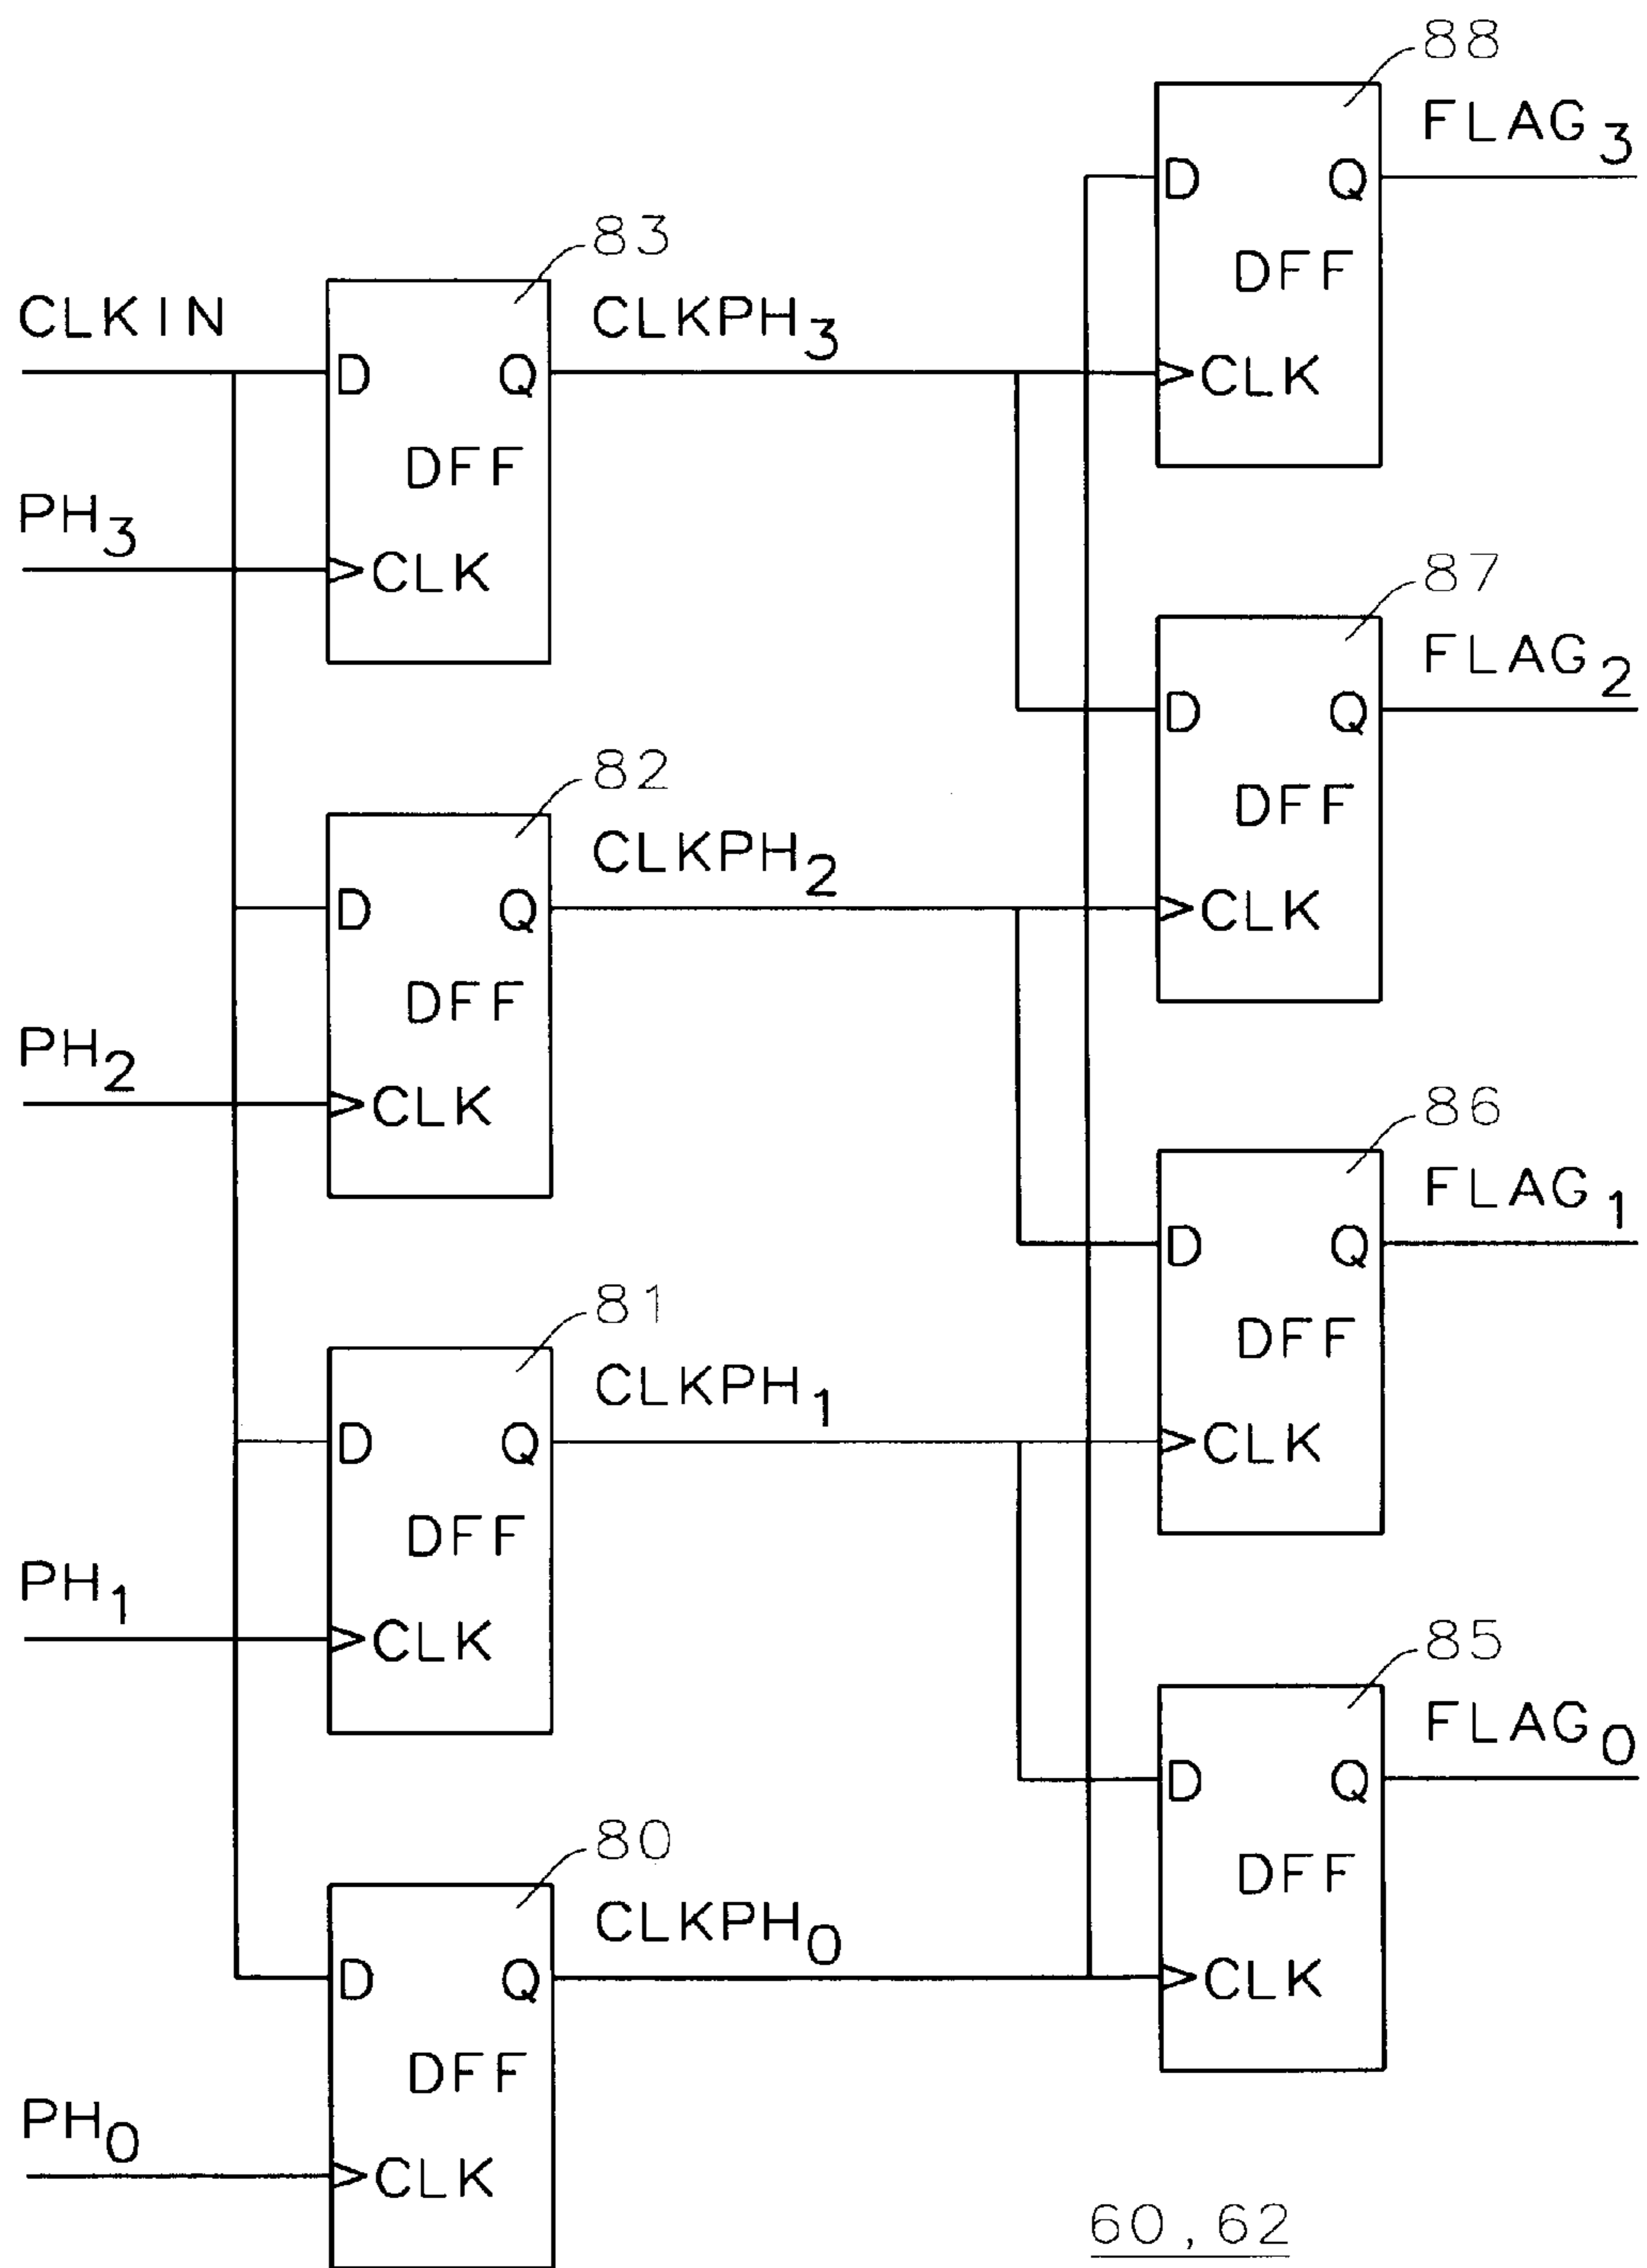 88
FLAG3
D Q
DFF
CLK
83
CLKIN
CLKPH3
D Q
DFF
PH3
CLK
87
FLAG2
D Q
DFF
CLK
82
CLKPH2
D Q
DFF
PH2
CLK
86
FLAG1
D Q
DFF
CLK
81
CLKPH1
D Q
DFF
PH1
CLK
85
FLAG0
D Q
DFF
CLK
80
CLKPH0
D Q
DFF
PH0
CLK
60,62